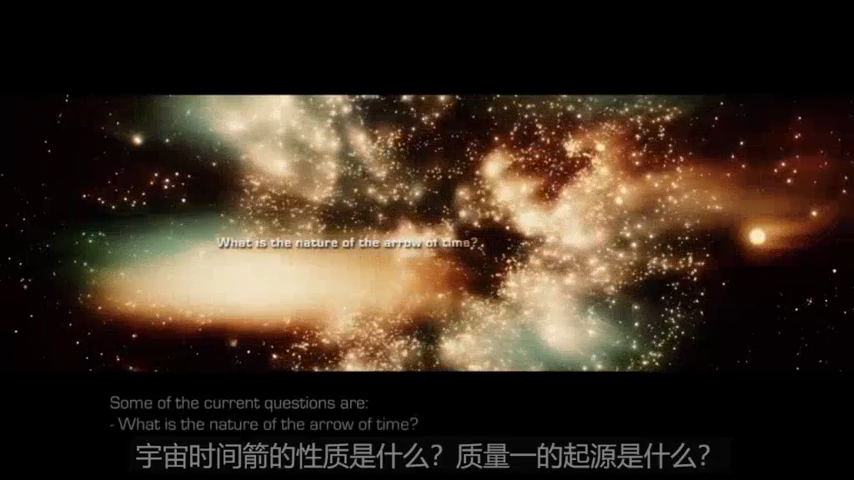 What is the nature of the arrow of time?
Some of the current questions are:
- What is the nature of the arrow of time?
宇宙时间箭的性质是什么? 质量一的起源是什么?